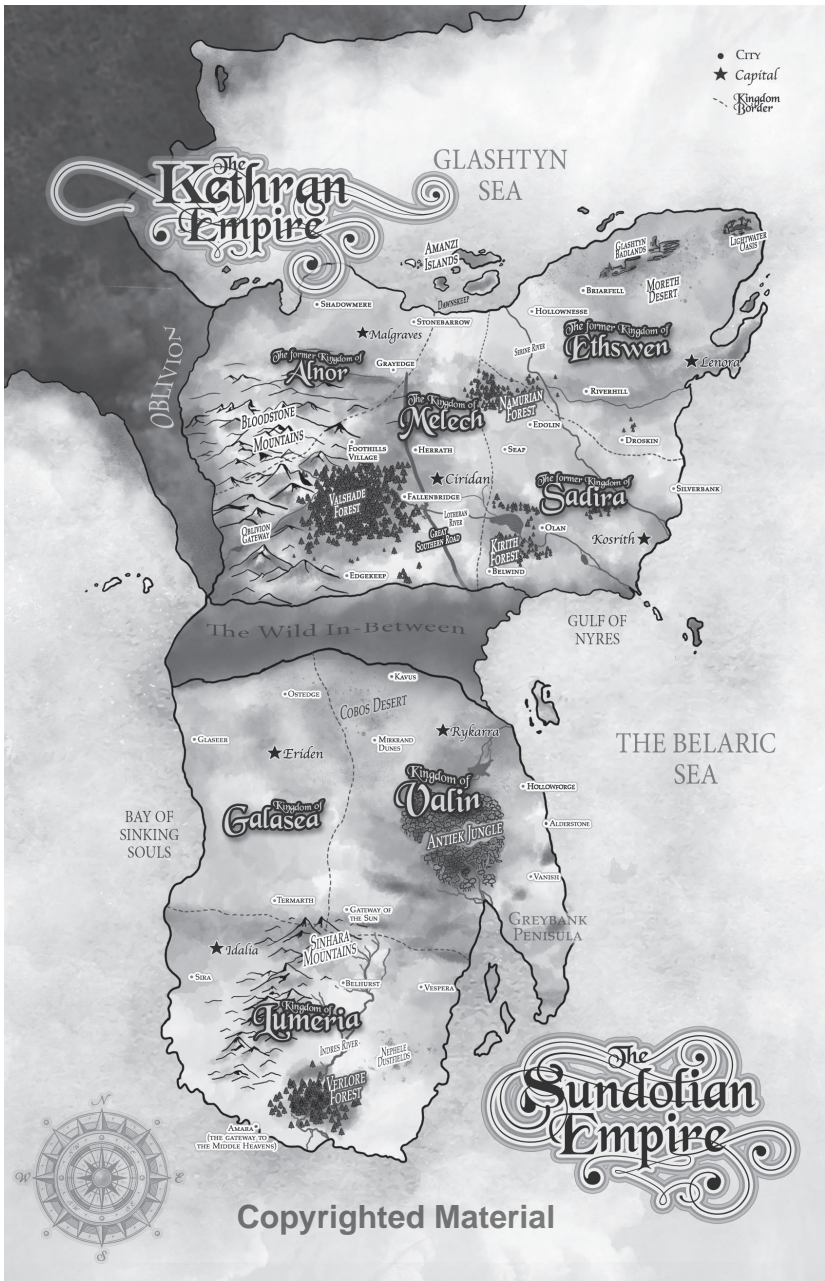 City
Capital
Kingdom
Border
GLASHTYN
SEA
The
Kethran
Empire
AMANZI
ISLANDS
GLASHTYN
BADLANDS
LIGHTWATER
OASIS
MORETH
DESERT
BRIARFELL
DAWNSKEEP
SHADOWMERE
STONEBARROW
HOLLOWNESSE
Malgraves
The former Kingdom of
Ethswen
SERINE RIVER
The former Kingdom of
Alnor
GRAYEDGE
Lenora
OBLIVION
RIVERHILL
The Kingdom of
Melech
NAMURIAN
FOREST
BLOODSTONE
MOUNTAINS
EDOLIN
DROSKIN
FOOTHILLS
VILLAGE
HERRATH
SEAP
Ciridan
The former Kingdom of
Sadira
SILVERBANK
VALSHADE
FOREST
FALLENBRIDGE
LOTHERAN
RIVER
OBLIVION
GATEWAY
GREAT
SOUTHERN ROAD
OLAN
KIRITH
FOREST
Kosrith
EDGEKEEP
BELWIND
The Wild In-Between
GULF OF
NYRES
KAVUS
OSTEDGE
COBOS DESERT
GLASEEB
Eriden
MIRKRAND
DUNES
Rykarra
THE BELARIC
SEA
Kingdom of
Valin
HOLLOWFORGE
Kingdom of
Galasea
BAY OF
SINKING
SOULS
ALDERSTONE
ANTIEK JUNGLE
VANISH
TERMARTH
GATEWAY OF
THE SUN
GREYBANK
PENISULA
Idalia
SINHARA
MOUNTAINS
SIRA
BELHURST
VESPERA
Kingdom of
Lumeria
INDRES RIVER
NEPHELE
DUSTFIELDS
VERLORE
FOREST
AMARA
(THE GATEWAY TO
THE MIDDLE HEAVENS)
The
Sundolian
Empire
N
W
E
S
Copyrighted Material